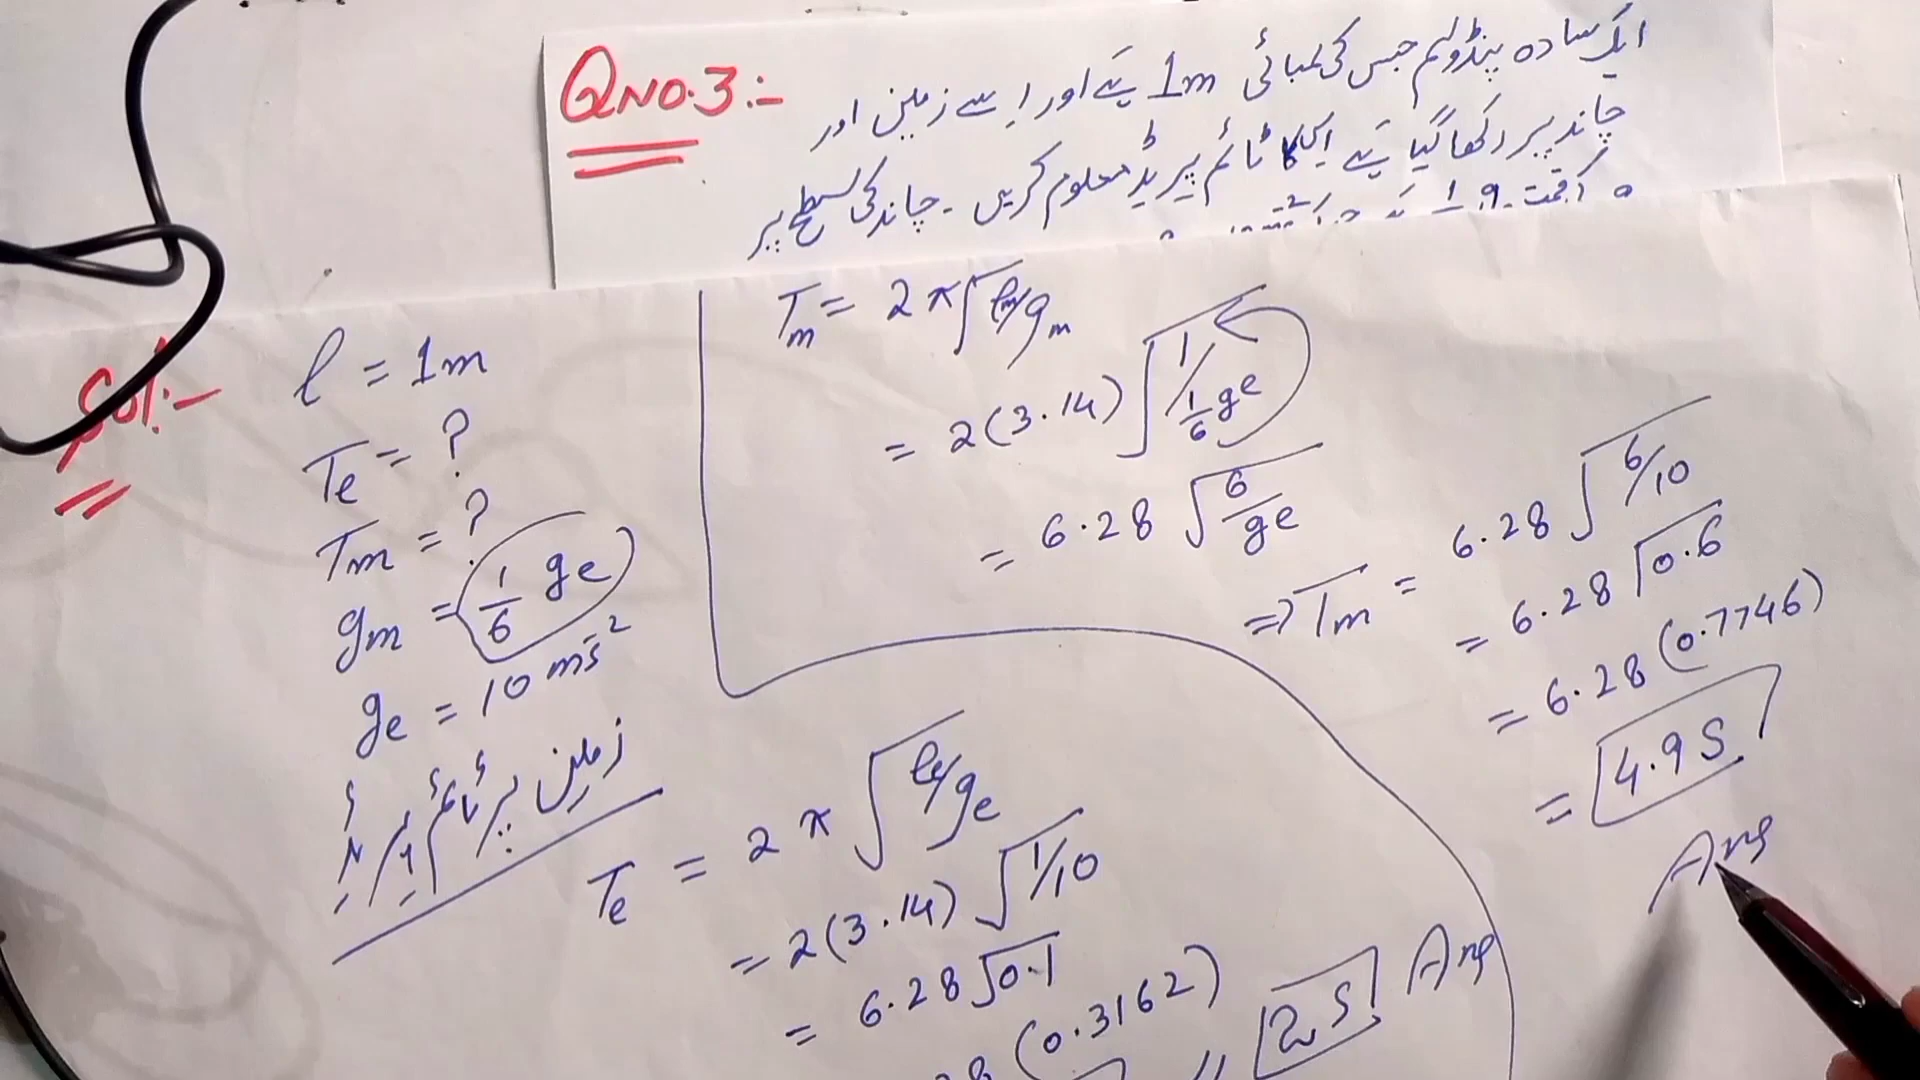 Q NO.3:-
ایک سادہ پنڈولم جس کی لمبائی 1m ہے اور اسے زمین اور
چاند پر رکھا گیا ہے اس کا ٹائم پیریڈ معلوم کریں۔ چاند کی سطح پر
Sol:-
l = 1m
Te = ?
Tm = ?
gm = 1/6 ge
ge = 10 ms⁻²
زمین پر ٹائم پیریڈ
Te = 2π√le/ge
= 2(3.14)√1/10
= 6.28√0.1
(0.3162)
= 2 s Ans
Tm = 2π√lm/gm
= 2(3.14)√1/(1/6 ge)
= 6.28√6/ge
=> Tm = 6.28√6/10
= 6.28√0.6
= 6.28(0.7746)
= 4.9 S
Ans